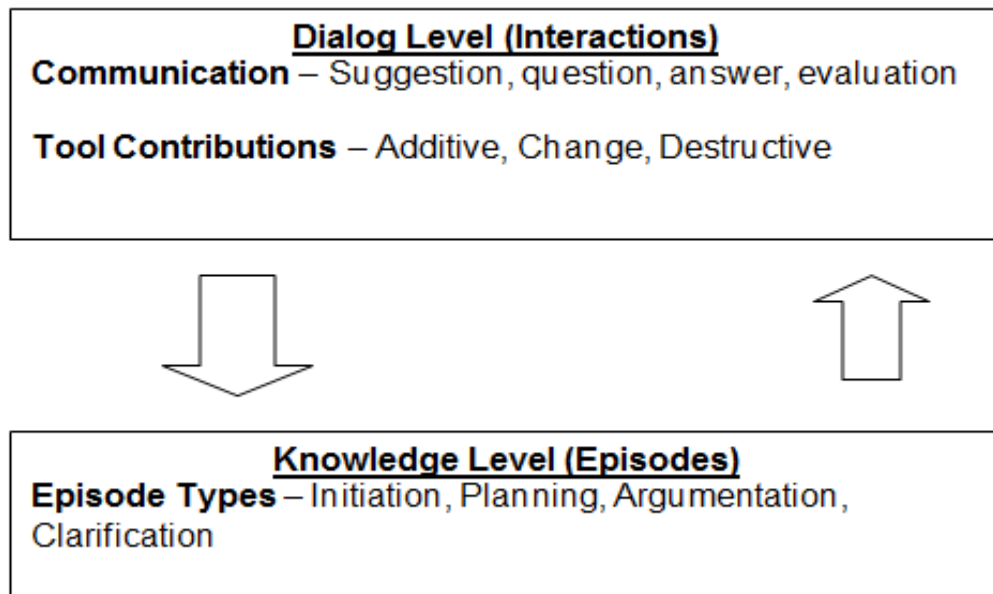 Dialog Level (Interactions)
Communication – Suggestion, question, answer, evaluation
Tool Contributions – Additive, Change, Destructive
Knowledge Level (Episodes)
Episode Types – Initiation, Planning, Argumentation,
Clarification